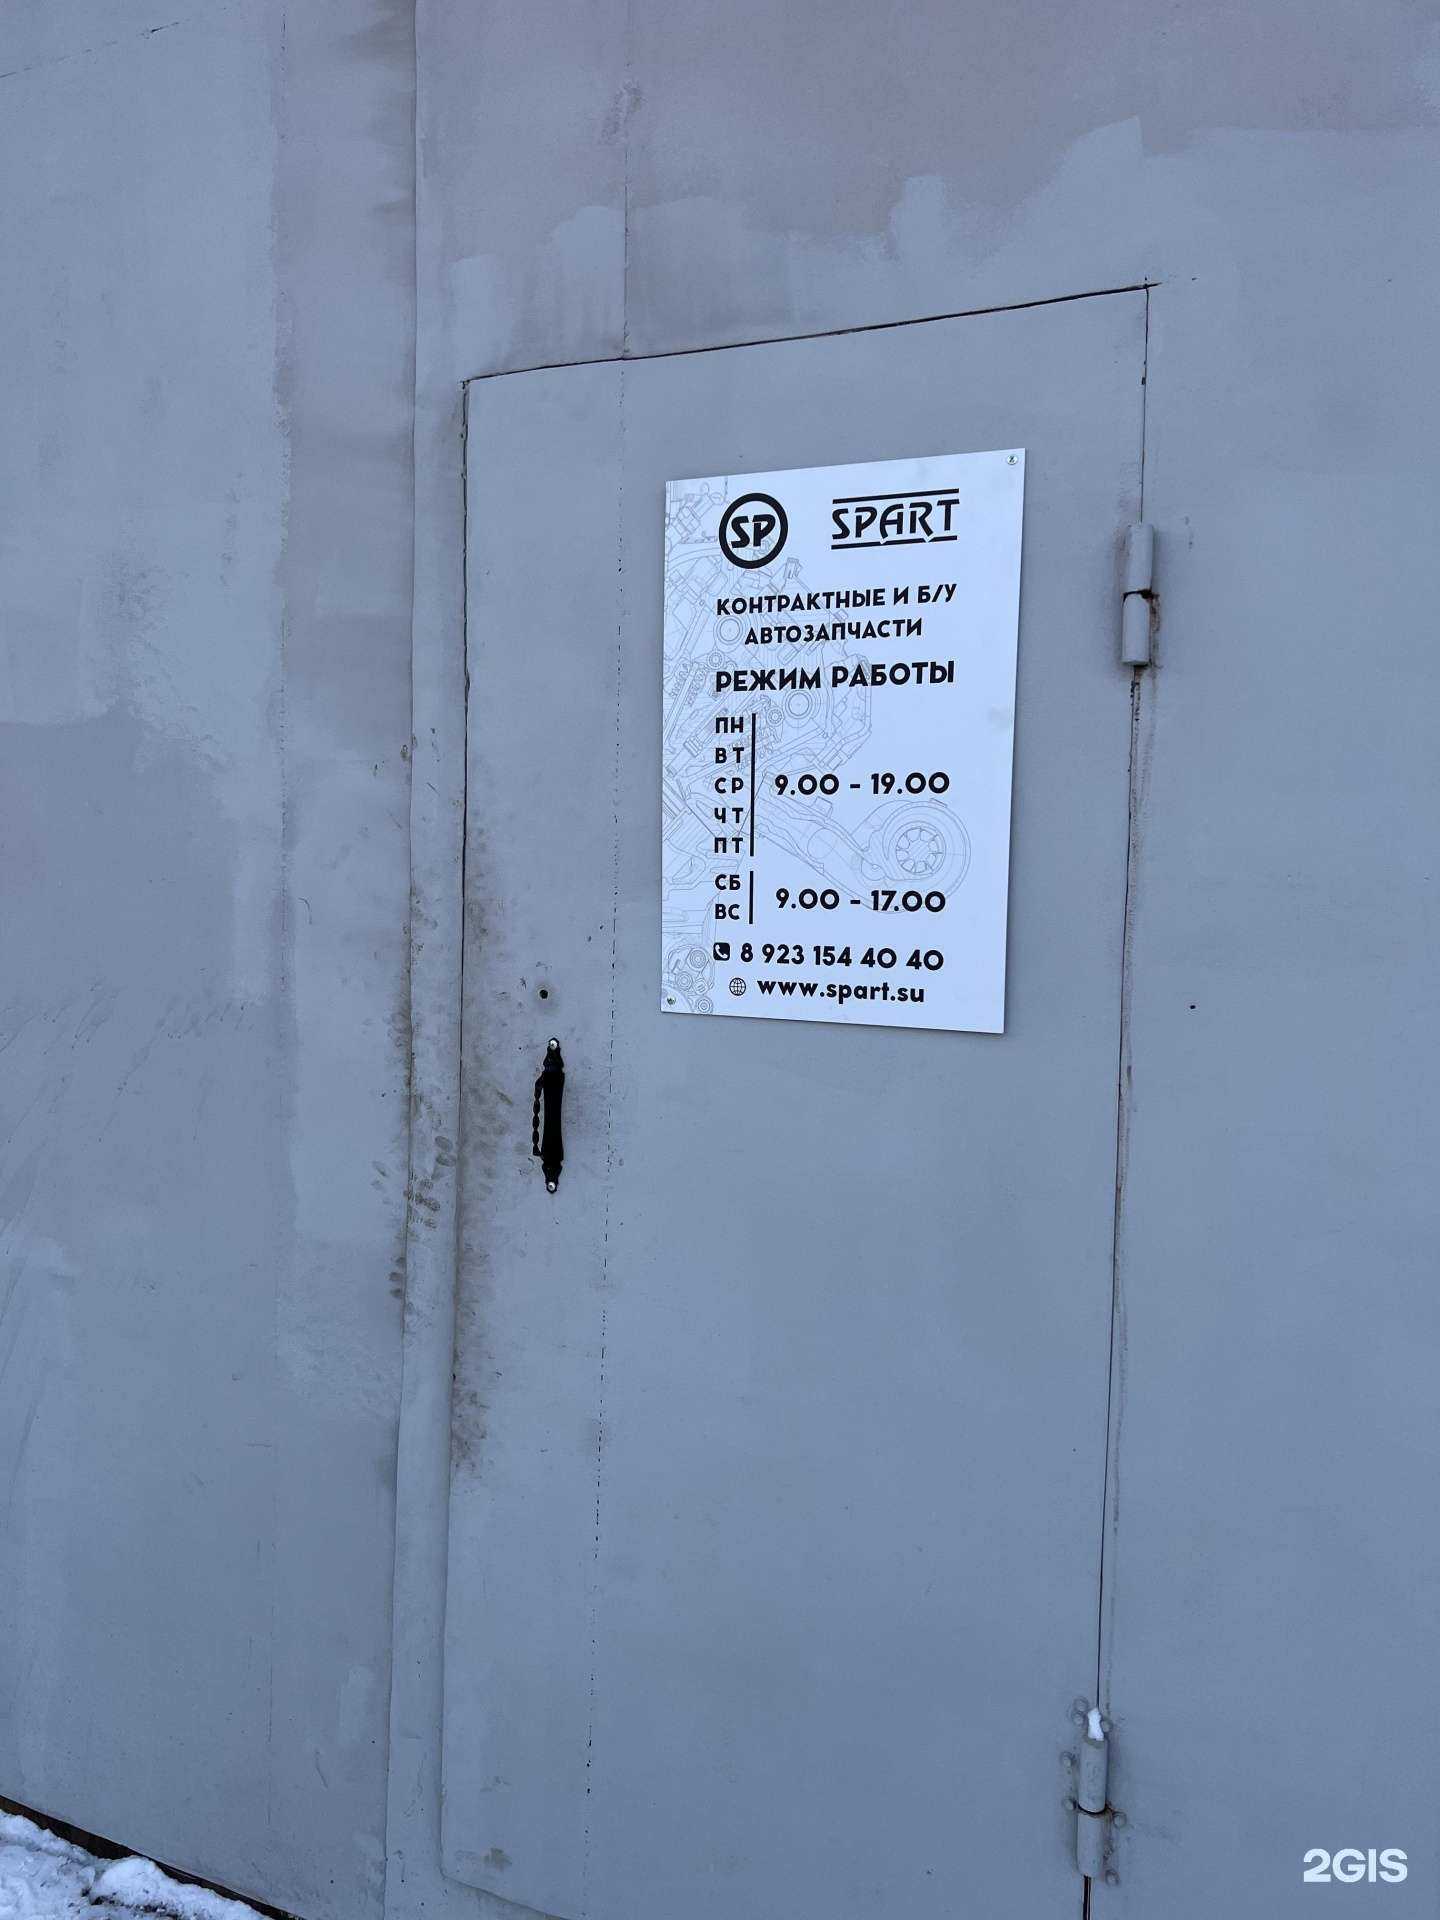 SP SPART
КОНТРАКТНЫЕ И Б/У
АВТОЗАПЧАСТИ
РЕЖИМ РАБОТЫ
ПН
ВТ
СР 9.00 - 19.00
ЧТ
ПТ
СБ 9.00 - 17.00
ВС
8 923 154 40 40
www.spart.su
2GIS